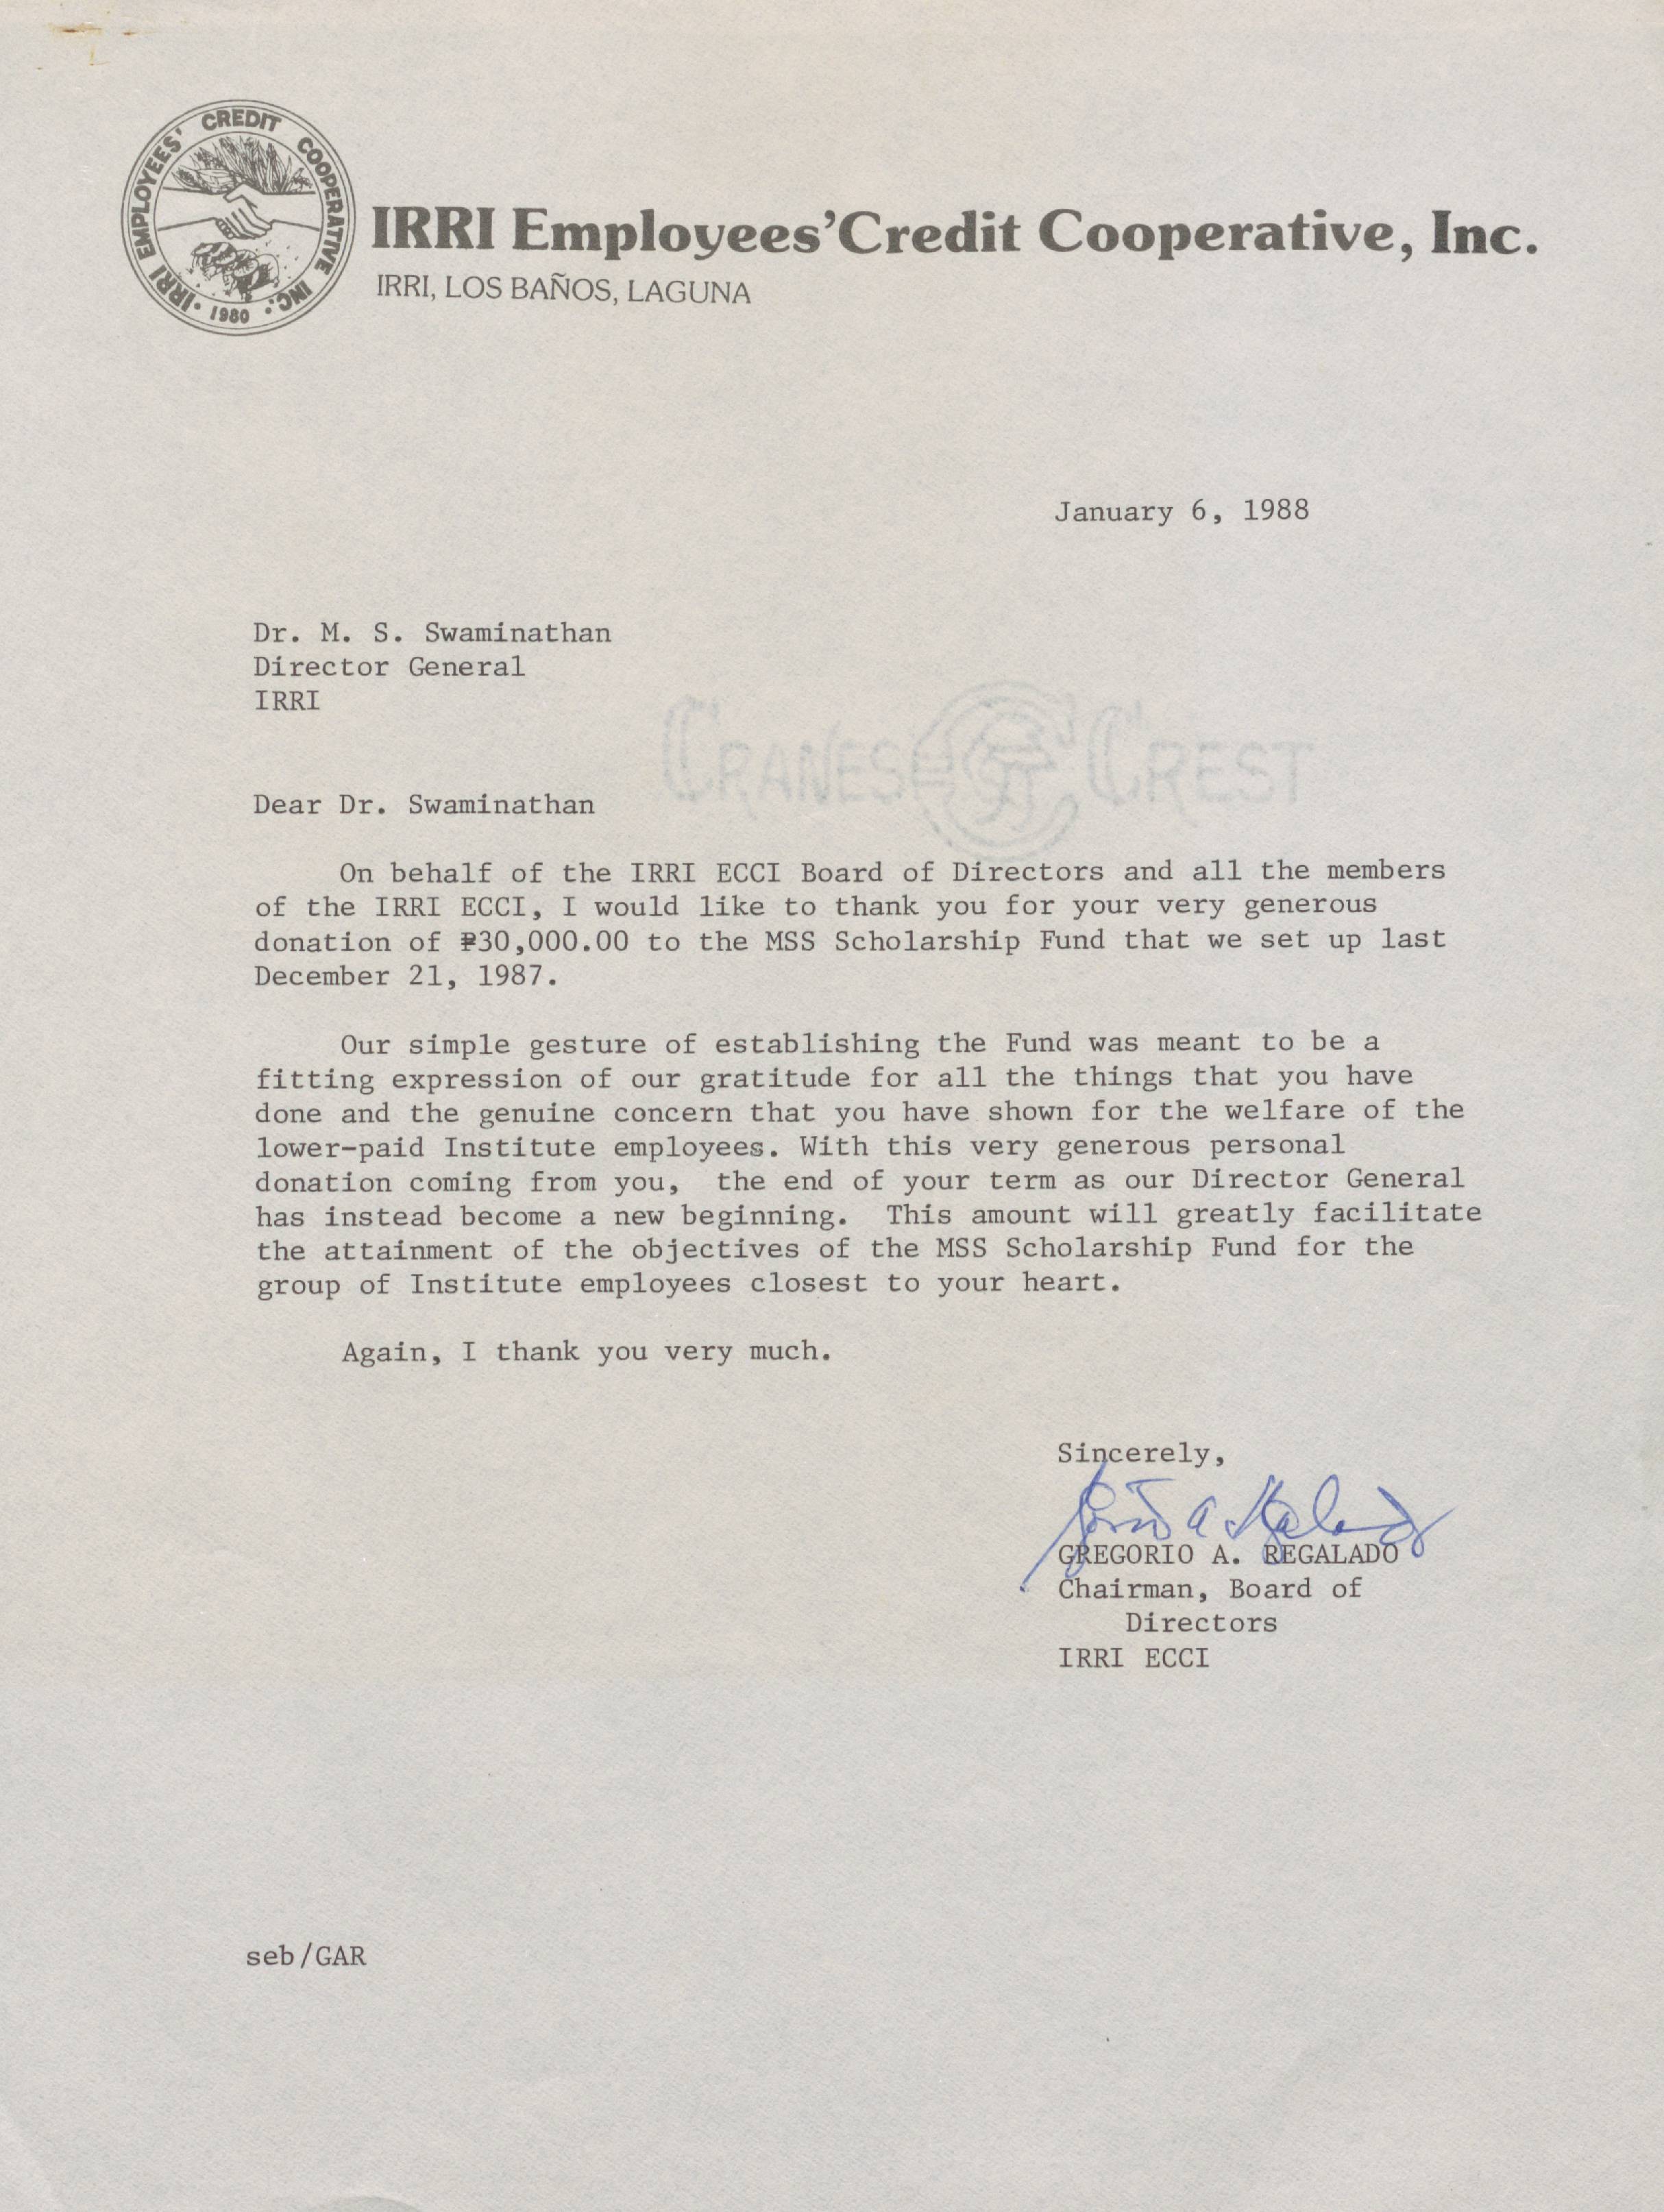 IRRI EMPLOYEES' CREDIT COOPERATIVE INC. • 1980 •
IRRI Employees'Credit Cooperative, Inc.
IRRI, LOS BAÑOS, LAGUNA
January 6, 1988
Dr. M. S. Swaminathan
Director General
IRRI
CRANES CREST
Dear Dr. Swaminathan
On behalf of the IRRI ECCI Board of Directors and all the members
of the IRRI ECCI, I would like to thank you for your very generous
donation of ₱30,000.00 to the MSS Scholarship Fund that we set up last
December 21, 1987.
Our simple gesture of establishing the Fund was meant to be a
fitting expression of our gratitude for all the things that you have
done and the genuine concern that you have shown for the welfare of the
lower-paid Institute employees. With this very generous personal
donation coming from you, the end of your term as our Director General
has instead become a new beginning. This amount will greatly facilitate
the attainment of the objectives of the MSS Scholarship Fund for the
group of Institute employees closest to your heart.
Again, I thank you very much.
Sincerely,
GREGORIO A. REGALADO
Chairman, Board of
Directors
IRRI ECCI
seb/GAR